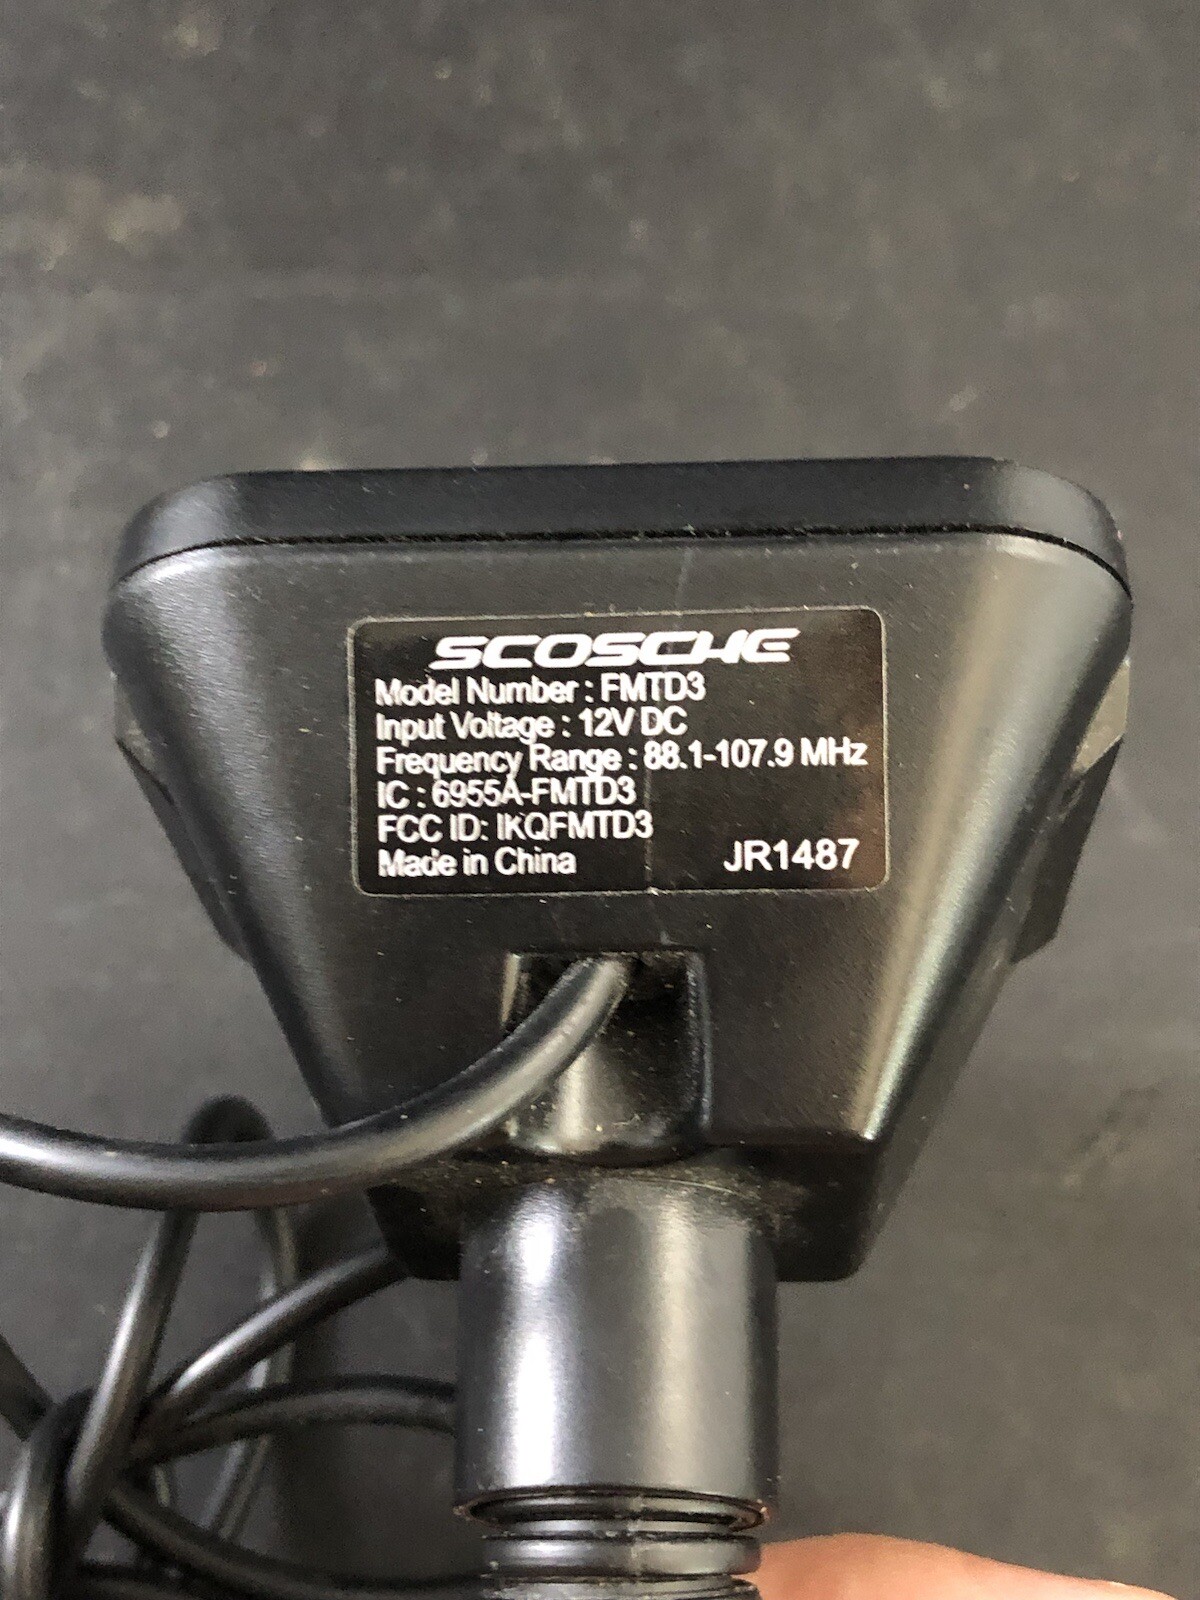 SCOSCHE
Model Number : FMTD3
Input Voltage : 12V DC
Frequency Range : 88.1-107.9 MHz
IC : 6955A-FMTD3
FCC ID: IKQFMTD3
Made in China JR1487